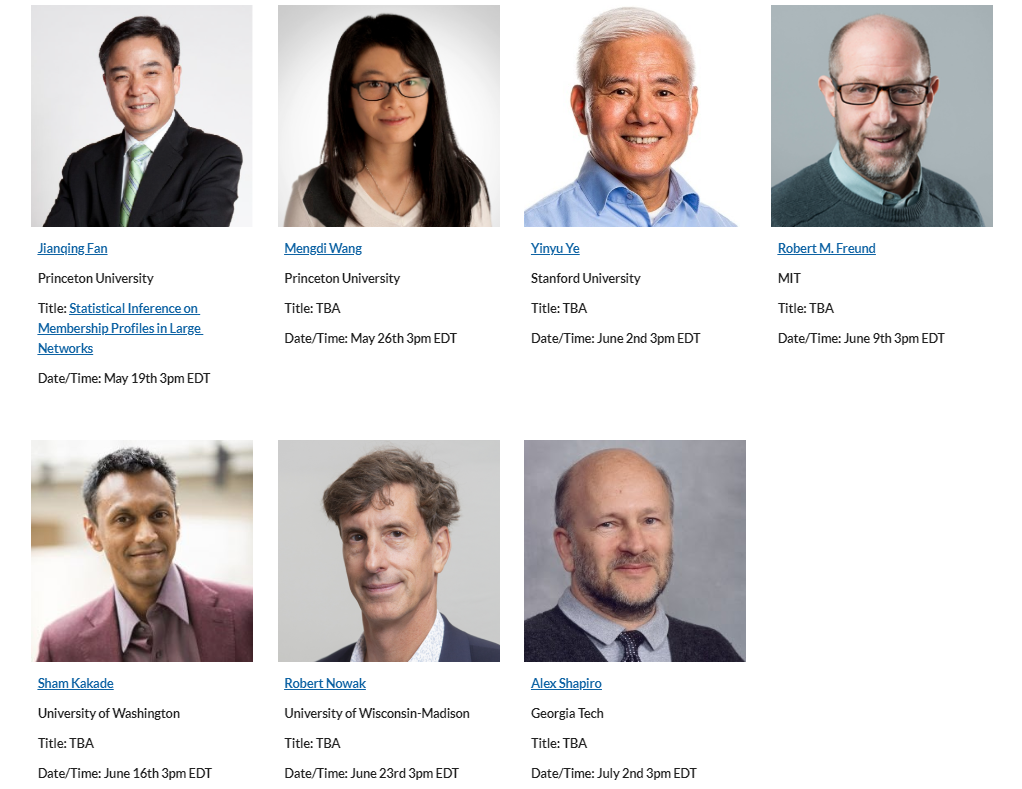 Jianqing Fan
Princeton University
Title: Statistical Inference on
Membership Profiles in Large
Networks
Date/Time: May 19th 3pm EDT
Mengdi Wang
Princeton University
Title: TBA
Date/Time: May 26th 3pm EDT
Yinyu Ye
Stanford University
Title: TBA
Date/Time: June 2nd 3pm EDT
Robert M. Freund
MIT
Title: TBA
Date/Time: June 9th 3pm EDT
Sham Kakade
University of Washington
Title: TBA
Date/Time: June 16th 3pm EDT
Robert Nowak
University of Wisconsin-Madison
Title: TBA
Date/Time: June 23rd 3pm EDT
Alex Shapiro
Georgia Tech
Title: TBA
Date/Time: July 2nd 3pm EDT